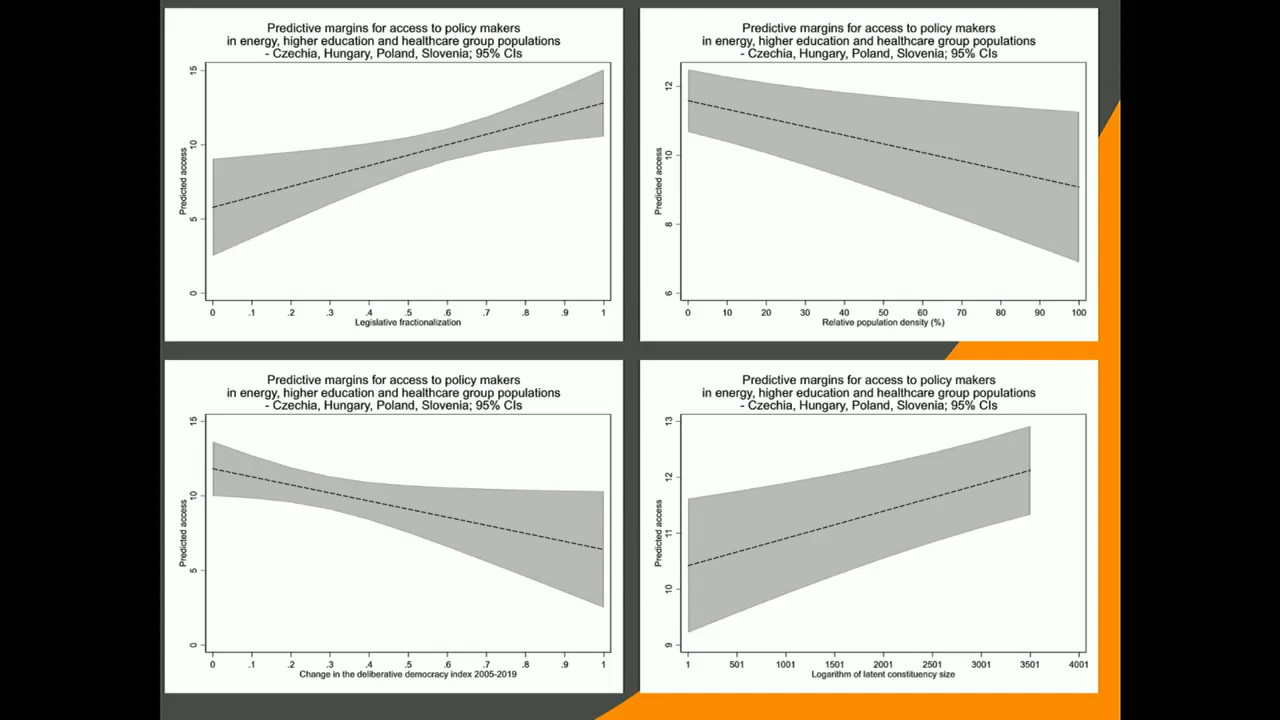 Predictive margins for access to policy makers
in energy, higher education and healthcare group populations
- Czechia, Hungary, Poland, Slovenia; 95% CIs
15
10
5
0
Predicted access
0 .1 .2 .3 .4 .5 .6 .7 .8 .9 1
Legislative fractionalization
Predictive margins for access to policy makers
in energy, higher education and healthcare group populations
- Czechia, Hungary, Poland, Slovenia; 95% CIs
12
10
8
6
Predicted access
0 10 20 30 40 50 60 70 80 90 100
Relative population density (%)
Predictive margins for access to policy makers
in energy, higher education and healthcare group populations
- Czechia, Hungary, Poland, Slovenia; 95% CIs
15
10
5
0
Predicted access
0 .1 .2 .3 .4 .5 .6 .7 .8 .9 1
Change in the deliberative democracy index 2005-2019
Predictive margins for access to policy makers
in energy, higher education and healthcare group populations
- Czechia, Hungary, Poland, Slovenia; 95% CIs
13
12
11
10
9
Predicted access
1 501 1001 1501 2001 2501 3001 3501 4001
Logarithm of latent constituency size